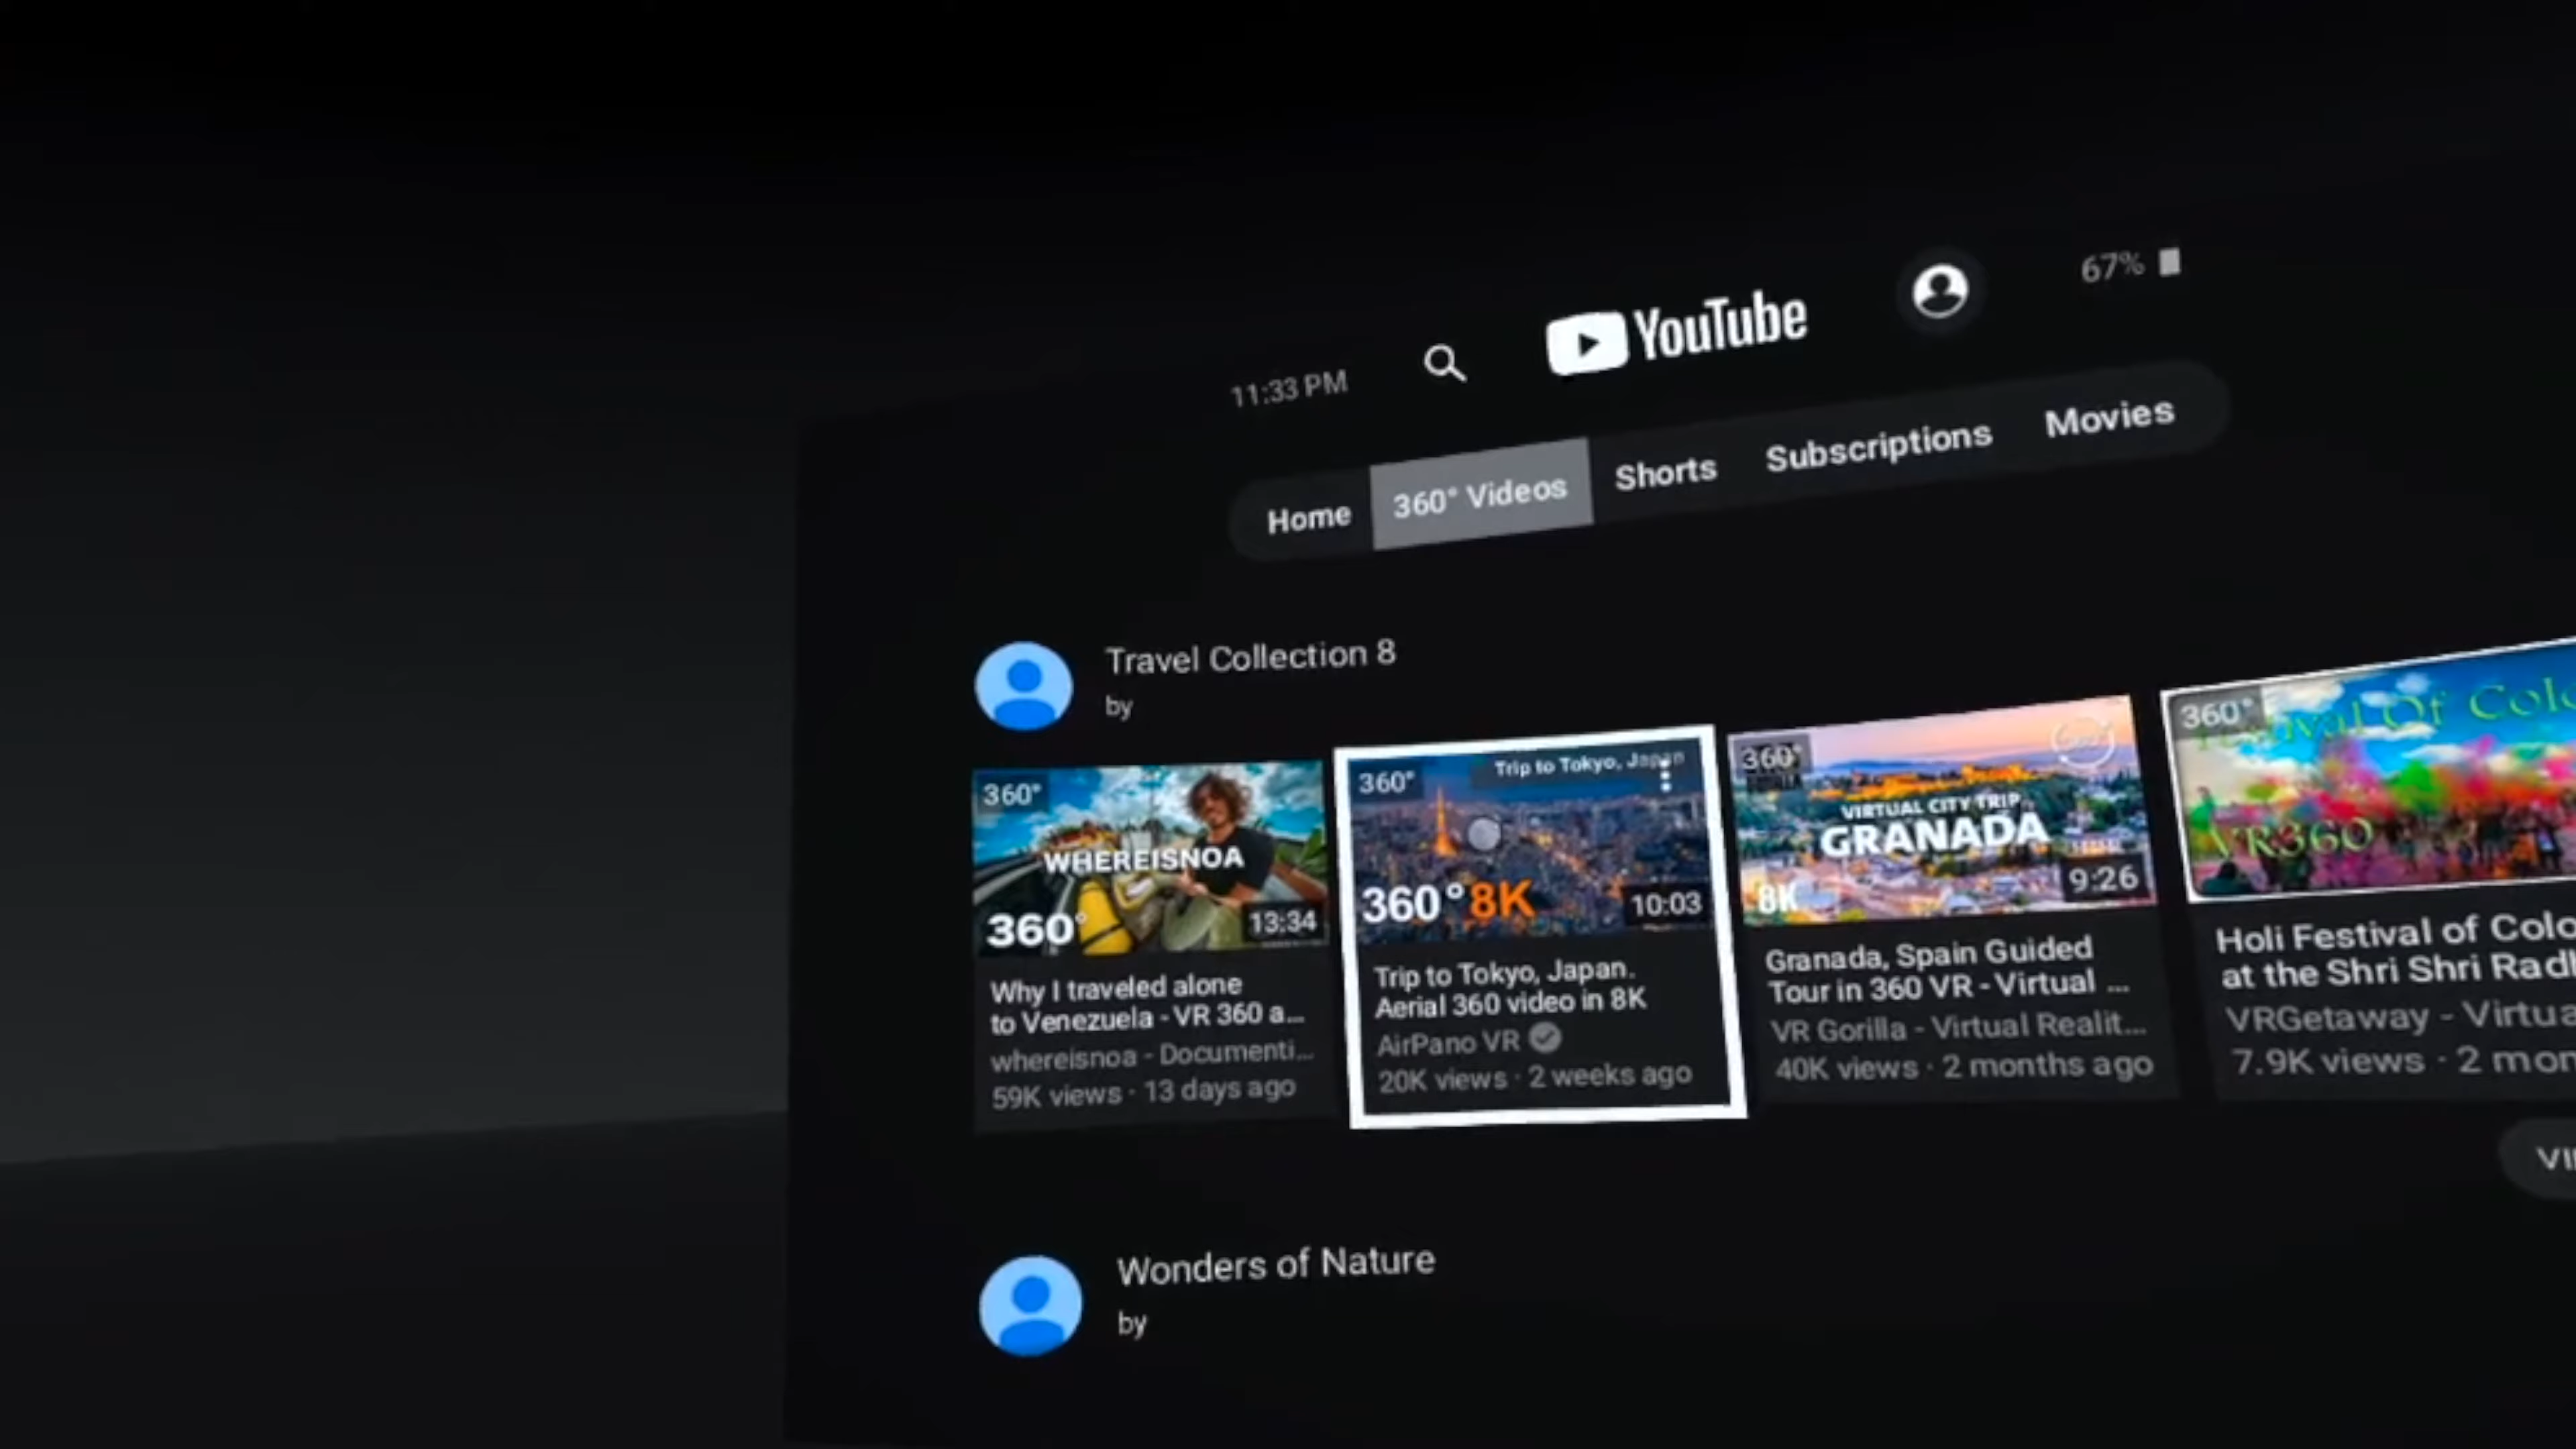 11:33 PM
YouTube
67%
Home
360° Videos
Shorts
Subscriptions
Movies
Travel Collection 8
by
360°
WHEREISNOA
360°
13:34
Why I traveled alone
to Venezuela - VR 360 a...
whereisnoa - Documenti...
59K views · 13 days ago
360°
Trip to Tokyo, Japan
360° 8K
10:03
Trip to Tokyo, Japan.
Aerial 360 video in 8K
AirPano VR
20K views · 2 weeks ago
360°
VIRTUAL CITY TRIP
GRANADA
8K
9:26
Granada, Spain Guided
Tour in 360 VR - Virtual ...
VR Gorilla - Virtual Realit...
40K views · 2 months ago
360°
Of
VR360
Holi Festival of Colo
at the Shri Shri Rad
VRGetaway - Virtua
7.9K views · 2 mon
Wonders of Nature
by